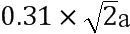 0.31 × √2a